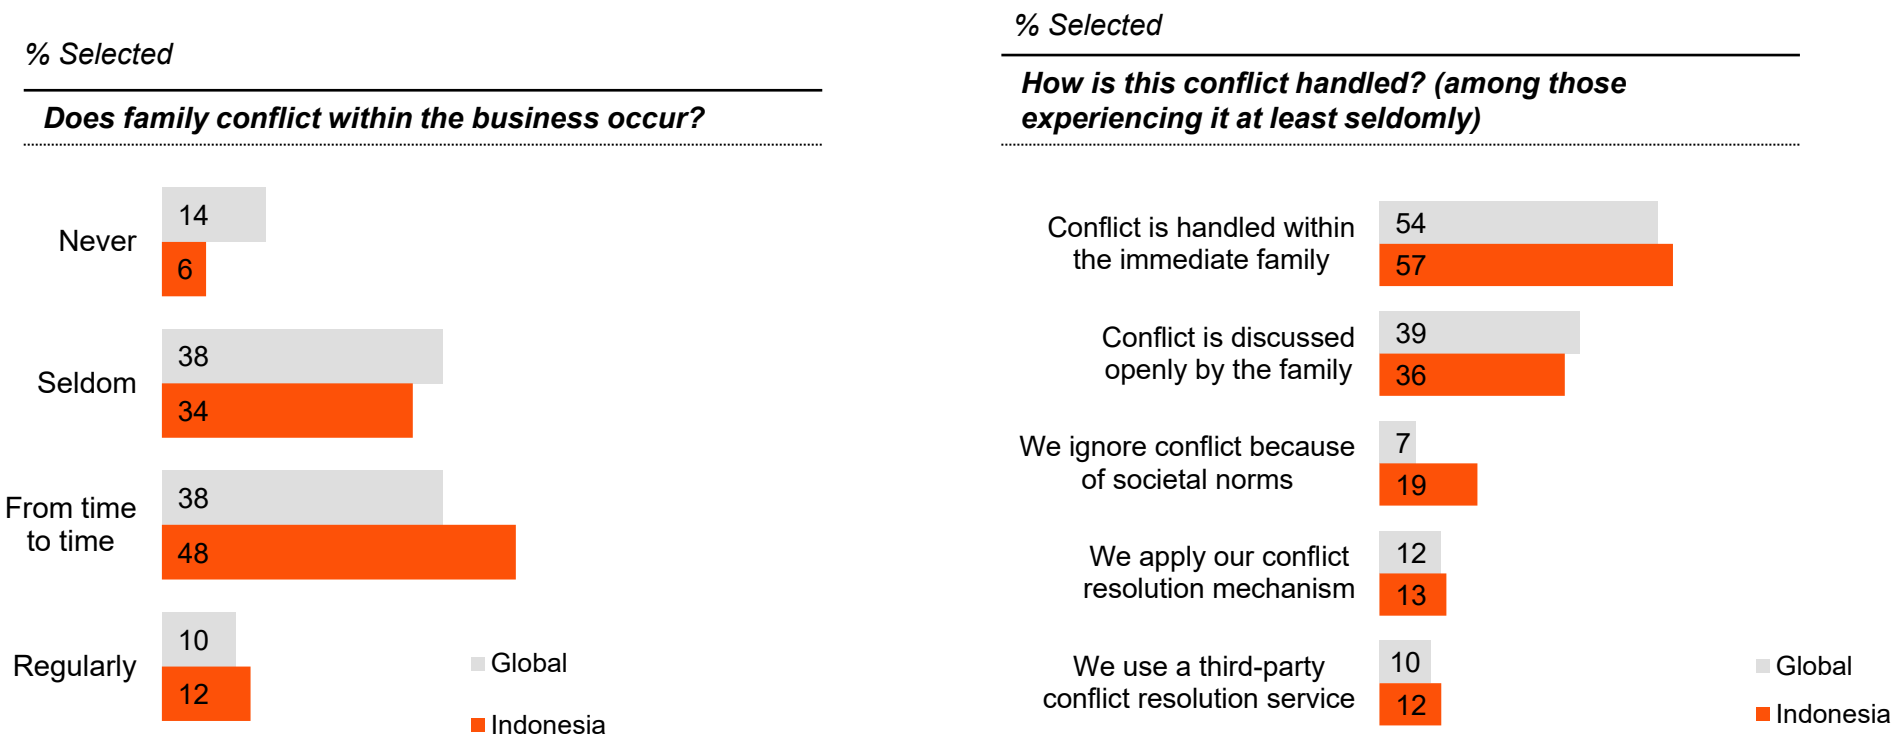 % Selected
Does family conflict within the business occur?
Never
14
6
Seldom
38
34
From time
to time
38
48
Regularly
10
12
Global
Indonesia
% Selected
How is this conflict handled? (among those
experiencing it at least seldomly)
Conflict is handled within
the immediate family
54
57
Conflict is discussed
openly by the family
39
36
We ignore conflict because
of societal norms
7
19
We apply our conflict
resolution mechanism
12
13
We use a third-party
conflict resolution service
10
12
Global
Indonesia